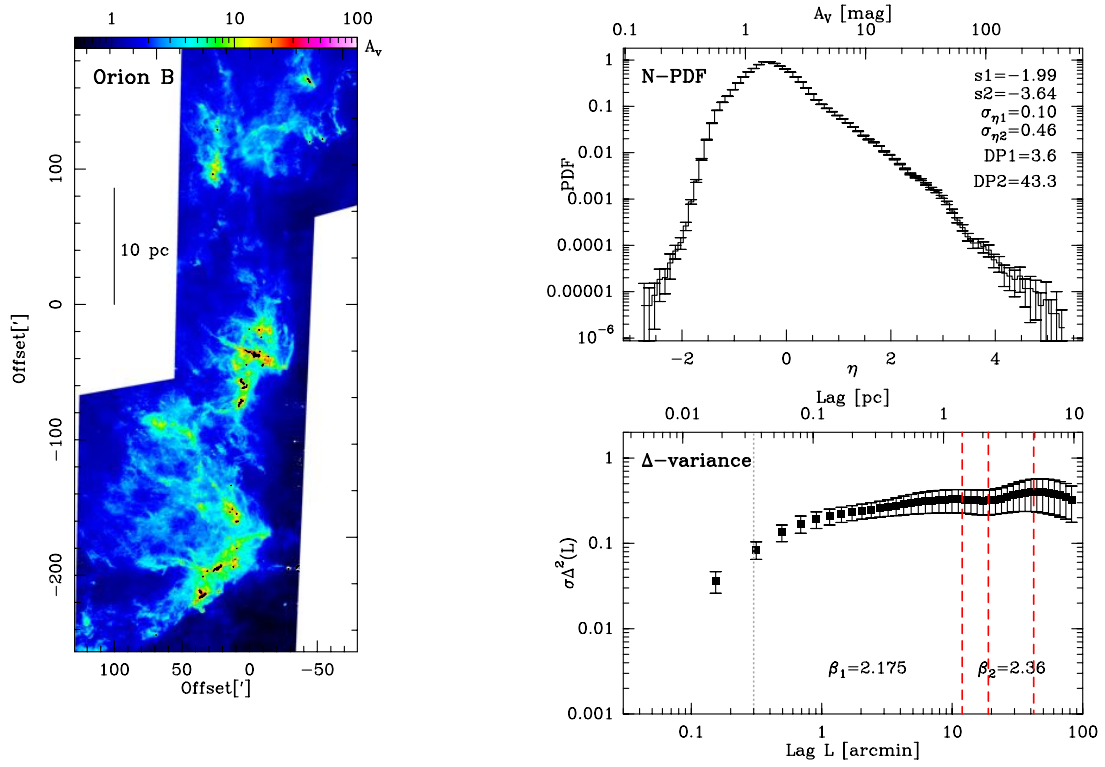 1 10 100
A_V
Orion B
10 pc
100
0
−100
−200
Offset[']
100 50 0 −50
Offset[']
A_V [mag]
0.1 1 10 100
N−PDF
s1=−1.99
s2=−3.64
σ_η1=0.10
σ_η2=0.46
DP1=3.6
DP2=43.3
PDF
1
0.1
0.01
0.001
0.0001
0.00001
10^−6
−2 0 2 4
η
Lag [pc]
0.01 0.1 1 10
Δ−variance
σΔ²(L)
1
0.1
0.01
0.001
β_1=2.175 β_2=2.36
0.1 1 10 100
Lag L [arcmin]